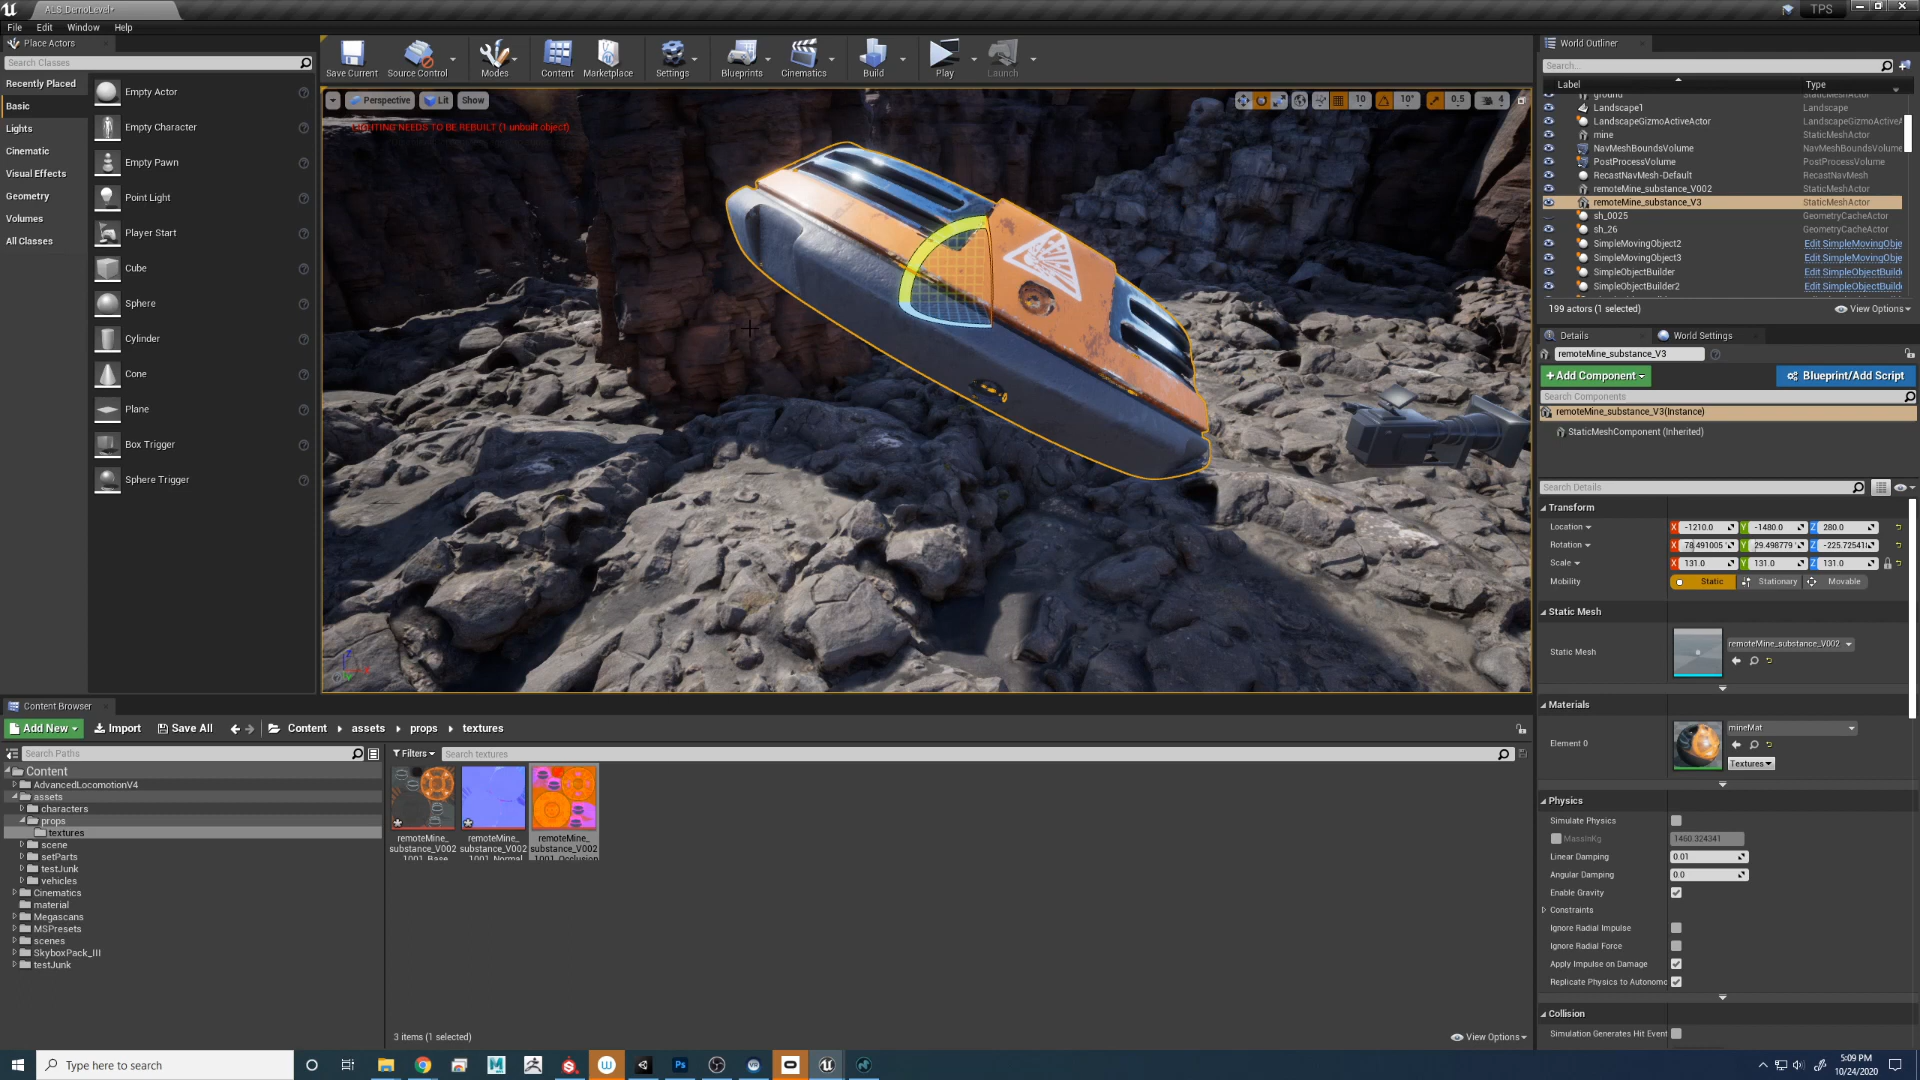 ALS_DemoLevel*
TPS
File Edit Window Help
Place Actors
Search Classes
Recently Placed
Basic
Lights
Cinematic
Visual Effects
Geometry
Volumes
All Classes
Empty Actor
Empty Character
Empty Pawn
Point Light
Player Start
Cube
Sphere
Cylinder
Cone
Plane
Box Trigger
Sphere Trigger
Save Current Source Control Modes Content Marketplace Settings Blueprints Cinematics Build Play Launch
Perspective Lit Show 10 10° 0.5 4
LIGHTING NEEDS TO BE REBUILT (1 unbuilt object)
World Outliner
Search...
Label Type
ground StaticMeshActor
Landscape1 Landscape
LandscapeGizmoActiveActor LandscapeGizmoActiveA
mine StaticMeshActor
NavMeshBoundsVolume NavMeshBoundsVolume
PostProcessVolume PostProcessVolume
RecastNavMesh-Default RecastNavMesh
remoteMine_substance_V002 StaticMeshActor
remoteMine_substance_V3 StaticMeshActor
sh_0025 GeometryCacheActor
sh_26 GeometryCacheActor
SimpleMovingObject2 Edit SimpleMovingObje
SimpleMovingObject3 Edit SimpleMovingObje
SimpleObjectBuilder Edit SimpleObjectBuild
SimpleObjectBuilder2 Edit SimpleObjectBuild
199 actors (1 selected) View Options
Details World Settings
remoteMine_substance_V3
+Add Component Blueprint/Add Script
Search Components
remoteMine_substance_V3(Instance)
StaticMeshComponent (Inherited)
Search Details
Transform
Location X -1210.0 Y -1480.0 Z 280.0
Rotation X 78.491005 Y 29.498779 Z -225.72541
Scale X 131.0 Y 131.0 Z 131.0
Mobility Static Stationary Movable
Static Mesh
Static Mesh remoteMine_substance_V002
Materials
Element 0 mineMat
Textures
Physics
Simulate Physics
MassInKg 1460.324341
Linear Damping 0.01
Angular Damping 0.0
Enable Gravity
Constraints
Ignore Radial Impulse
Ignore Radial Force
Apply Impulse on Damage
Replicate Physics to Autonomo
Collision
Simulation Generates Hit Event
Content Browser
Add New Import Save All Content assets props textures
Search Paths
Filters Search textures
Content
AdvancedLocomotionV4
assets
characters
props
textures
scene
setParts
testJunk
vehicles
Cinematics
material
Megascans
MSPresets
scenes
SkyboxPack_III
testJunk
remoteMine_ substance_V002 1001_Base
remoteMine_ substance_V002 1001_Normal
remoteMine_ substance_V002 1001_Occlusion
3 items (1 selected) View Options
Type here to search
5:09 PM
10/24/2020